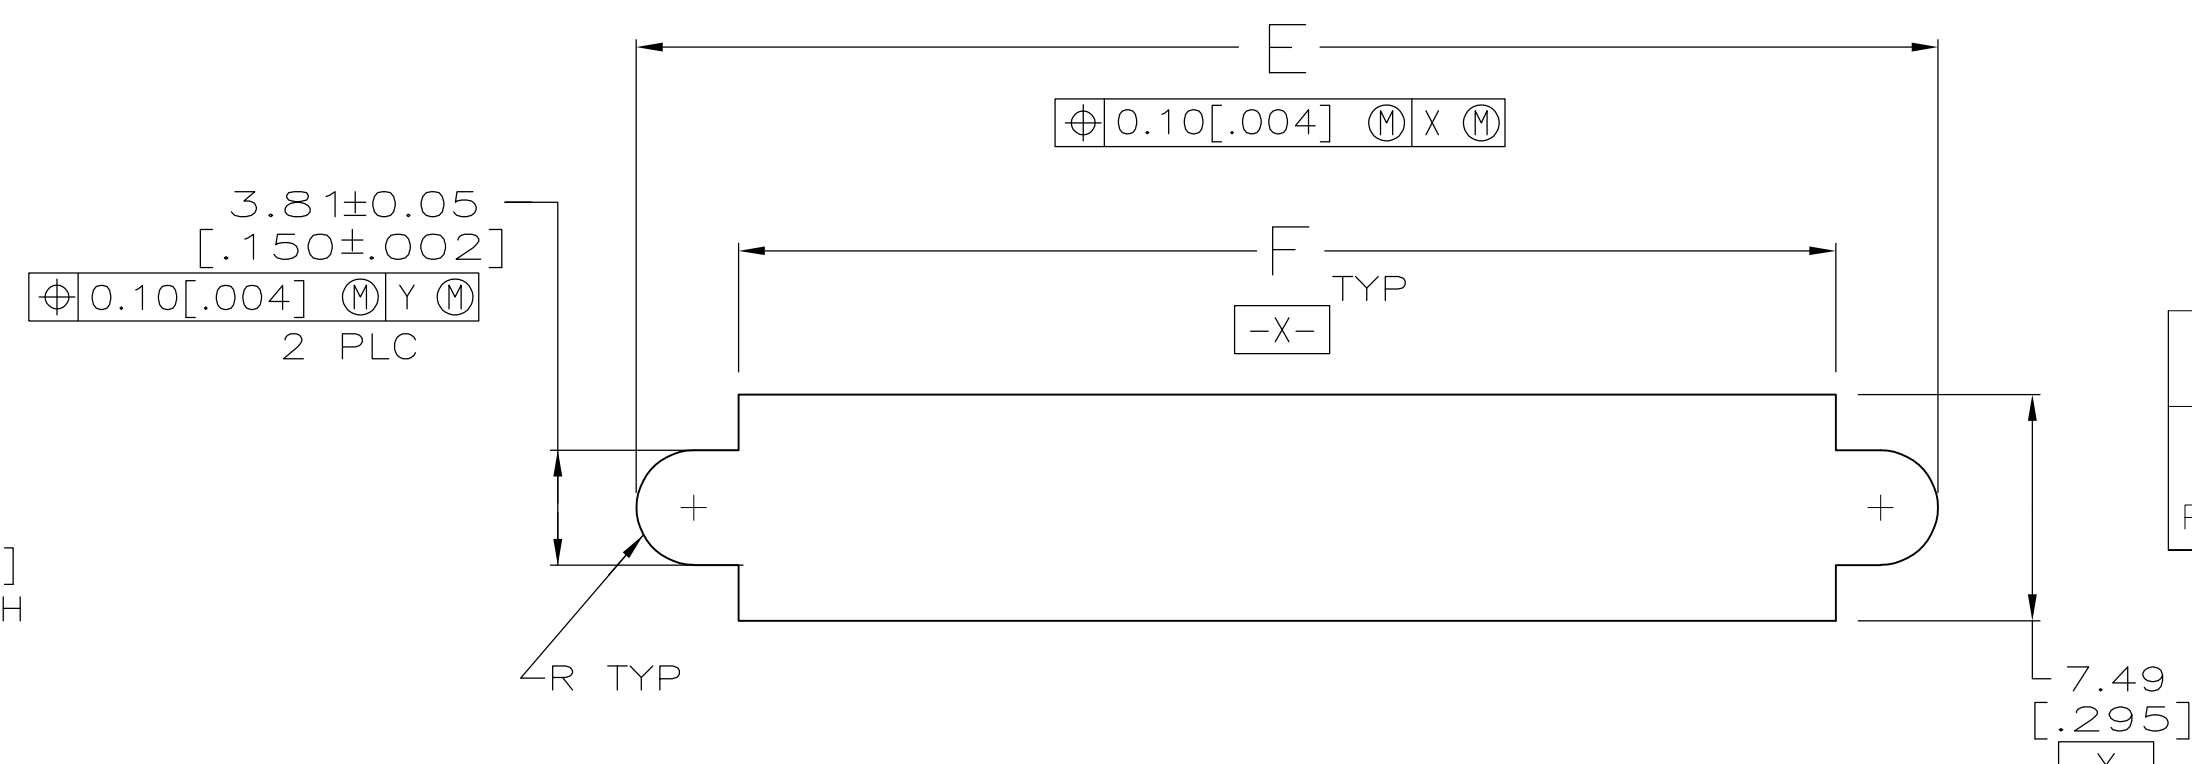 E
⌖ 0.10[.004] Ⓜ X Ⓜ
3.81±0.05
[.150±.002]
⌖ 0.10[.004] Ⓜ Y Ⓜ
2 PLC
F
TYP
-X-
]
H
R TYP
7.49
[.295]